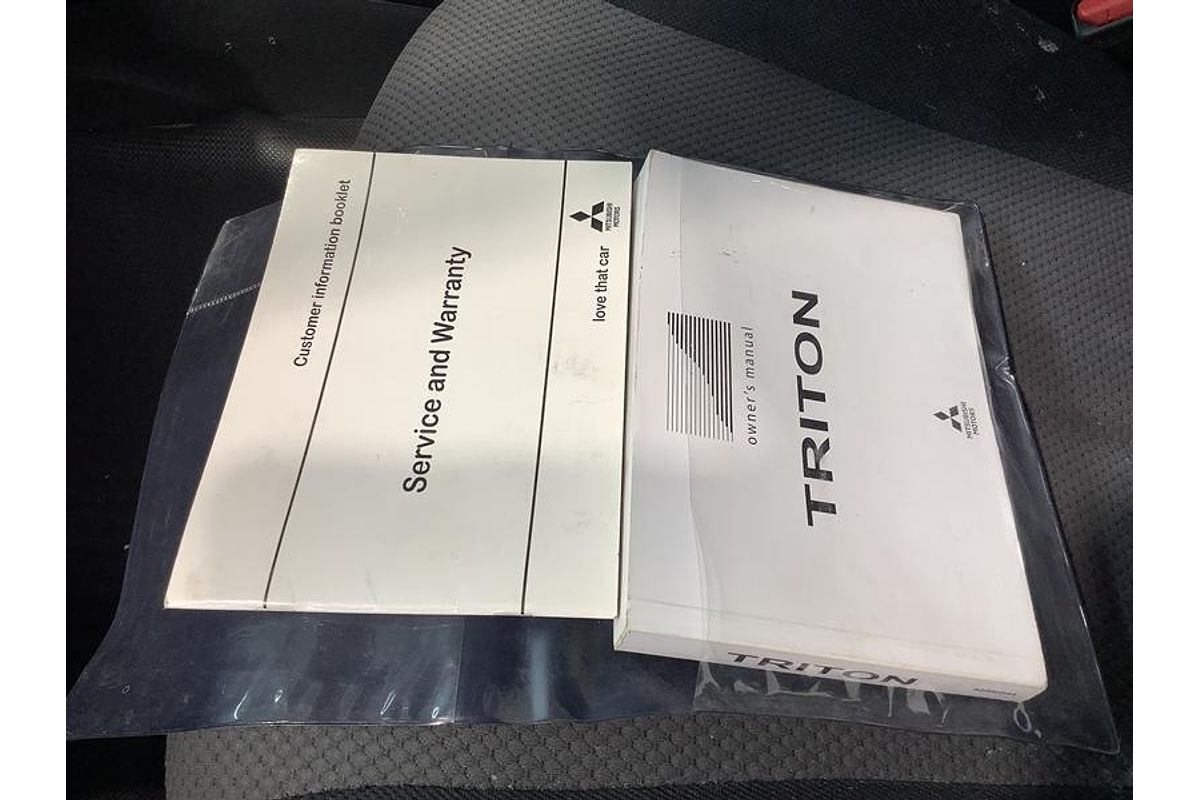 Customer information booklet
Service and Warranty
MITSUBISHI
MOTORS
love that car
owner's manual
TRITON
MITSUBISHI
MOTORS
TRITON